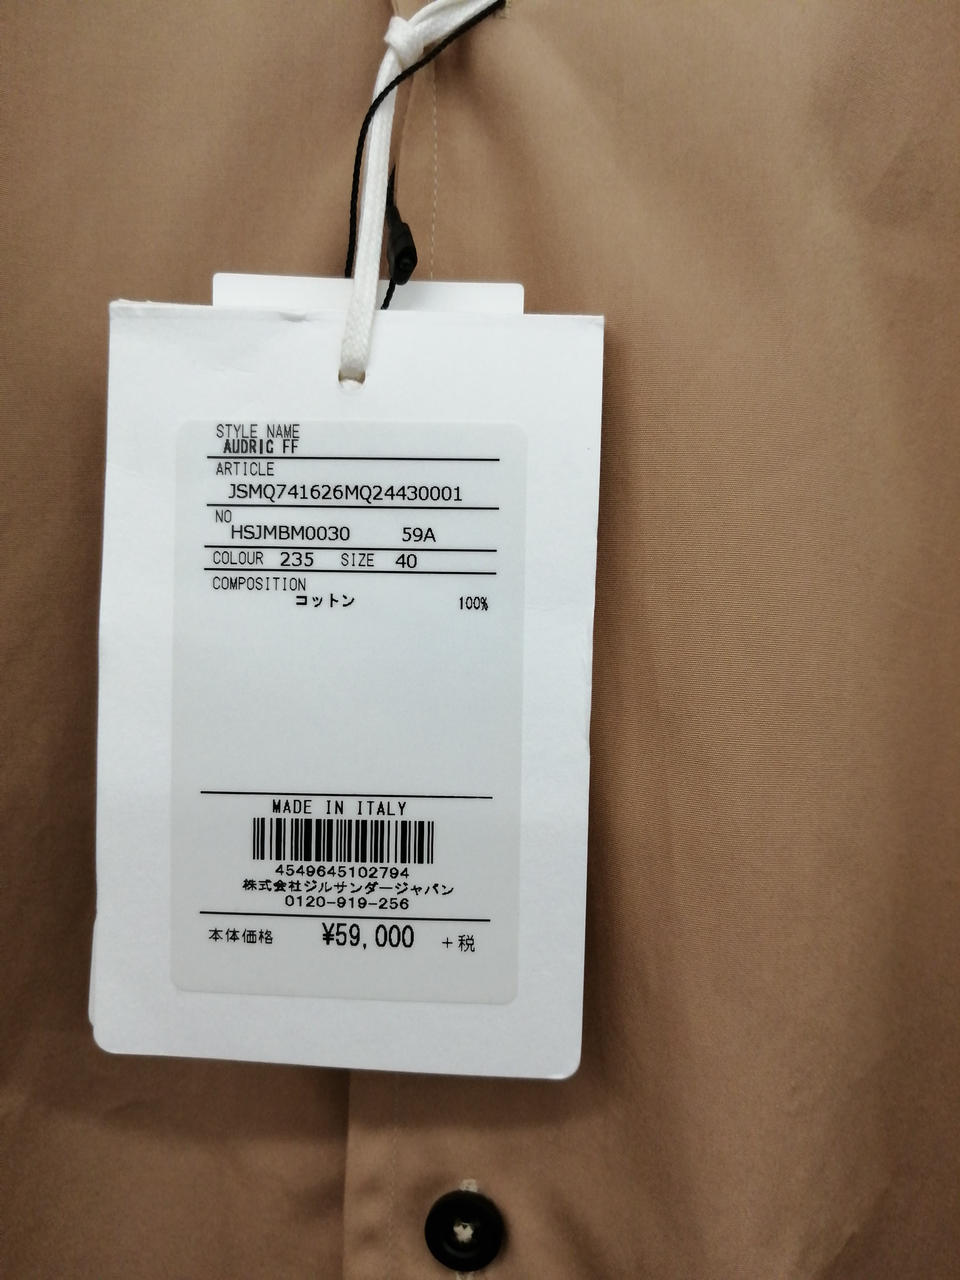 STYLE NAME
AUDRIC FF
ARTICLE
JSMQ741626MQ24430001
NO
HSJMBM0030 59A
COLOUR 235 SIZE 40
COMPOSITION
コットン 100%
MADE IN ITALY
4549645102794
株式会社ジルサンダージャパン
0120-919-256
本体価格 ¥59,000 +税